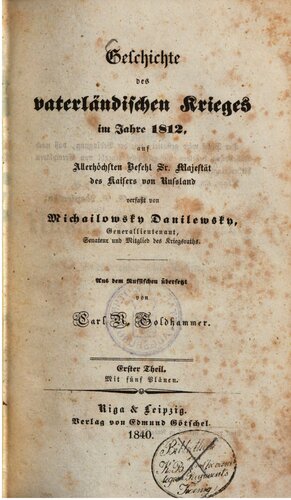 Geschichte
des
vaterländischen Krieges
im Jahre 1812,
auf
Allerhöchsten Befehl Sr. Majestät
des Kaisers von Russland
verfaßt von
Michailowsky Danilewsky,
Generallieutenant,
Senateur und Mitglied des Kriegsraths.
Aus dem Russischen übersetzt
von
Carl R. Goldhammer.
Erster Theil.
Mit fünf Plänen.
Riga & Leipzig.
Verlag von Edmund Götschel.
1840.